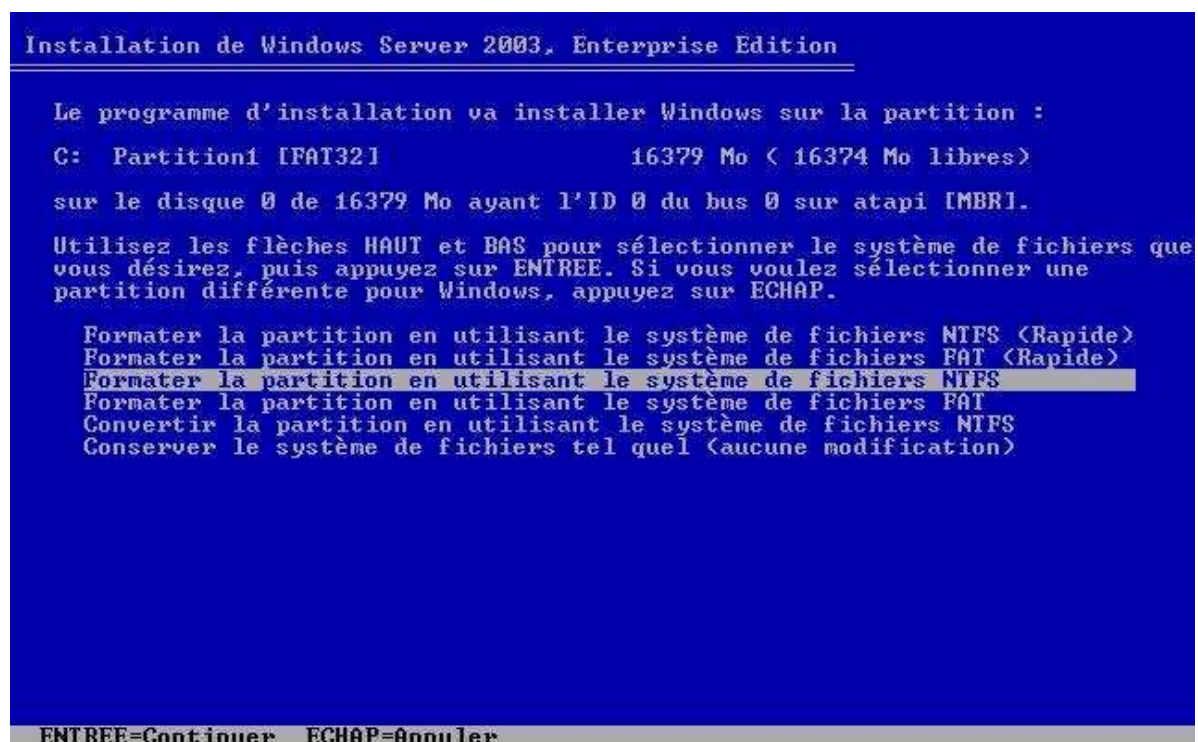 Installation de Windows Server 2003, Enterprise Edition
Le programme d'installation va installer Windows sur la partition :
C: Partition1 [FAT32] 16379 Mo ( 16374 Mo libres)
sur le disque 0 de 16379 Mo ayant l'ID 0 du bus 0 sur atapi [MBR].
Utilisez les flèches HAUT et BAS pour sélectionner le système de fichiers que
vous désirez, puis appuyez sur ENTREE. Si vous voulez sélectionner une
partition différente pour Windows, appuyez sur ECHAP.
Formater la partition en utilisant le système de fichiers NTFS (Rapide)
Formater la partition en utilisant le système de fichiers FAT (Rapide)
Formater la partition en utilisant le système de fichiers NTFS
Formater la partition en utilisant le système de fichiers FAT
Convertir la partition en utilisant le système de fichiers NTFS
Conserver le système de fichiers tel quel (aucune modification)
ENTREE=Continuer ECHAP=Annuler